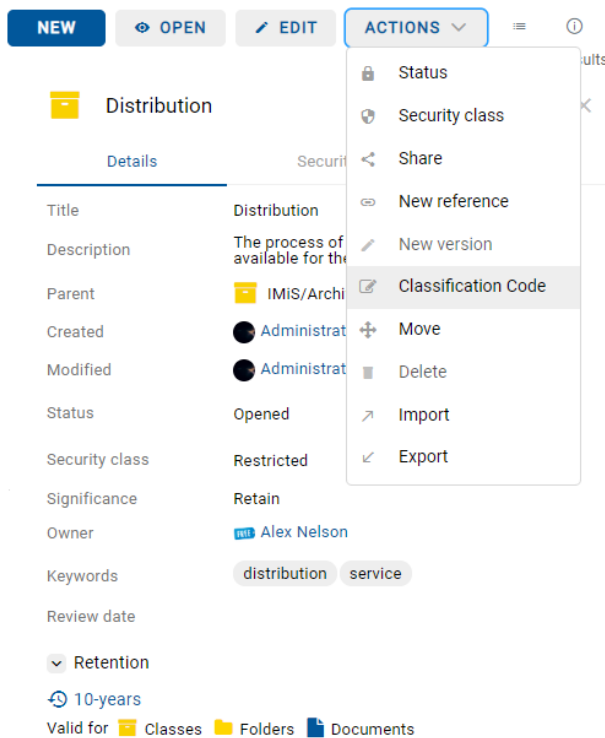 NEW OPEN EDIT ACTIONS
Status
Distribution
Security class
Details
Share
New reference
Title Distribution
Description The process of
available for the
New version
Parent IMiS/Archi
Classification Code
Created Administrat
Move
Modified Administrat
Delete
Status Opened
Import
Security class Restricted
Export
Significance Retain
Owner Alex Nelson
Keywords distribution service
Review date
Retention
10-years
Valid for Classes Folders Documents